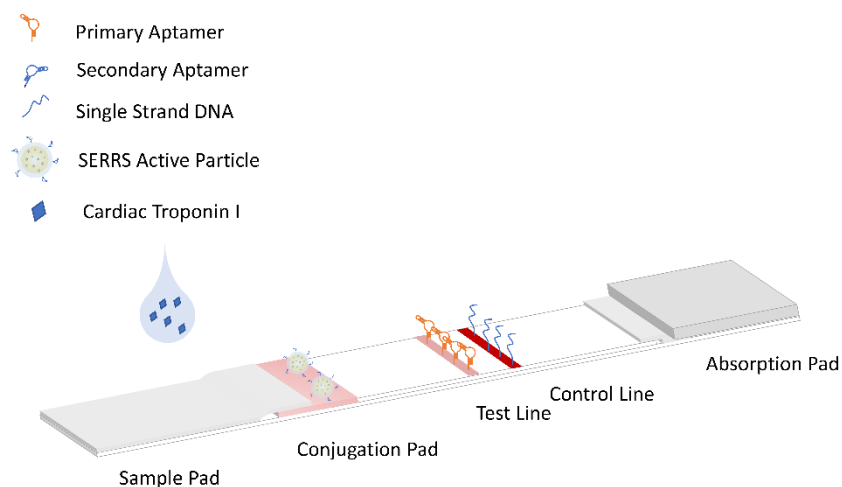 Primary Aptamer
Secondary Aptamer
Single Strand DNA
SERRS Active Particle
Cardiac Troponin I
Absorption Pad
Control Line
Test Line
Conjugation Pad
Sample Pad